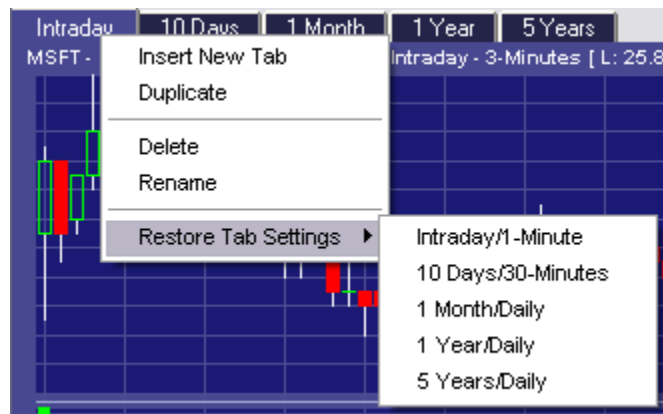 Intraday 10 Days 1 Month 1 Year 5 Years
MSFT - Intraday - 3-Minutes [ L: 25.8
Insert New Tab
Duplicate
Delete
Rename
Restore Tab Settings
Intraday/1-Minute
10 Days/30-Minutes
1 Month/Daily
1 Year/Daily
5 Years/Daily